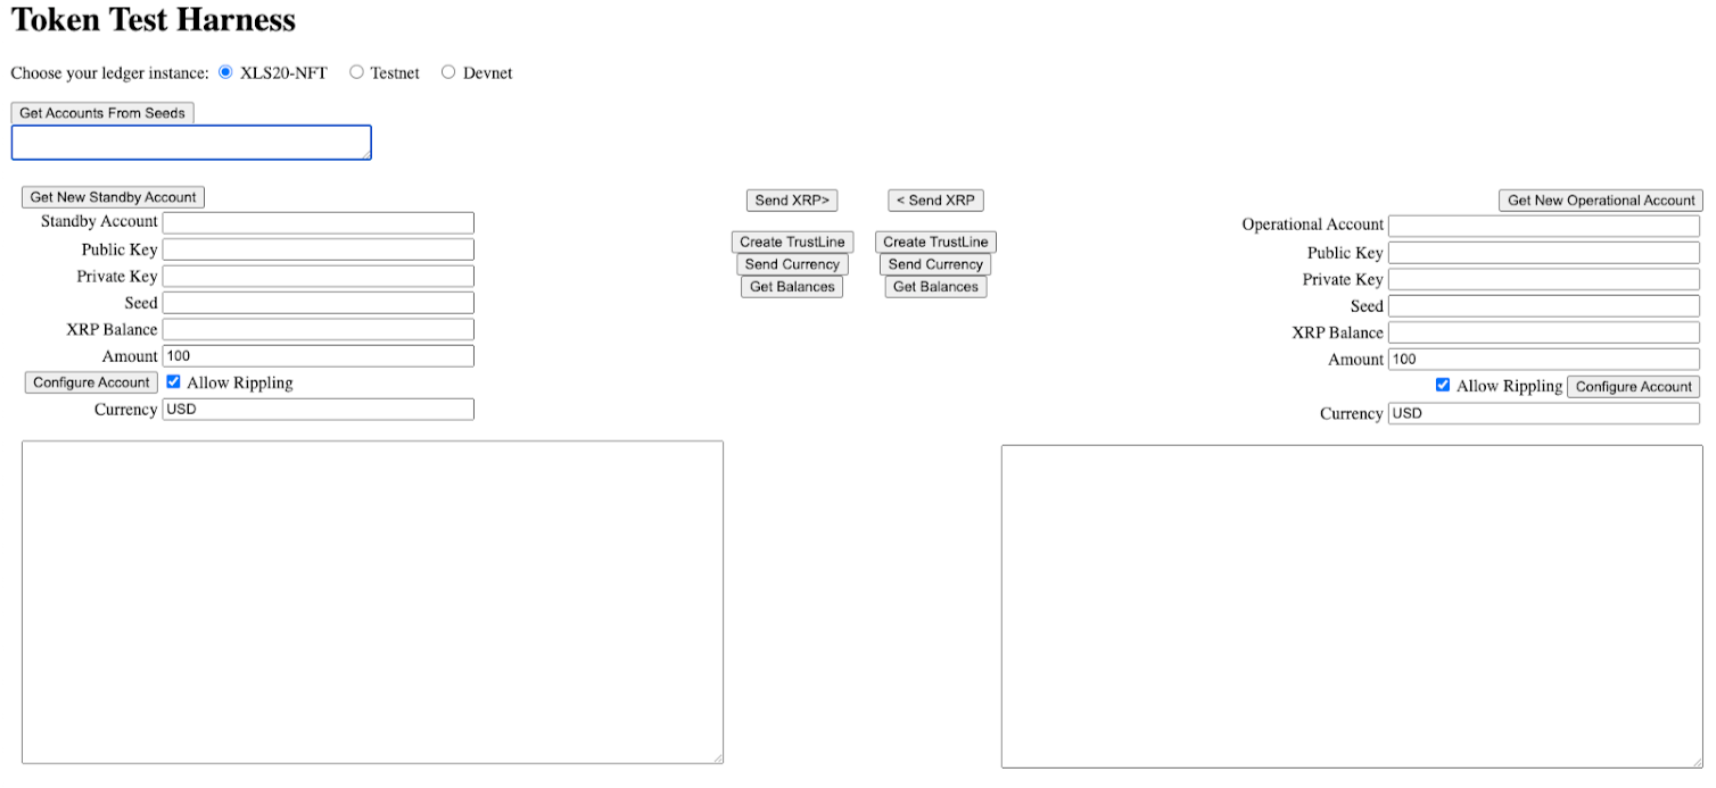 Token Test Harness
Choose your ledger instance: XLS20-NFT Testnet Devnet
Get Accounts From Seeds
Get New Standby Account
Standby Account
Public Key
Private Key
Seed
XRP Balance
Amount 100
Configure Account Allow Rippling
Currency USD
Send XRP> < Send XRP
Create TrustLine Create TrustLine
Send Currency Send Currency
Get Balances Get Balances
Get New Operational Account
Operational Account
Public Key
Private Key
Seed
XRP Balance
Amount 100
Allow Rippling Configure Account
Currency USD